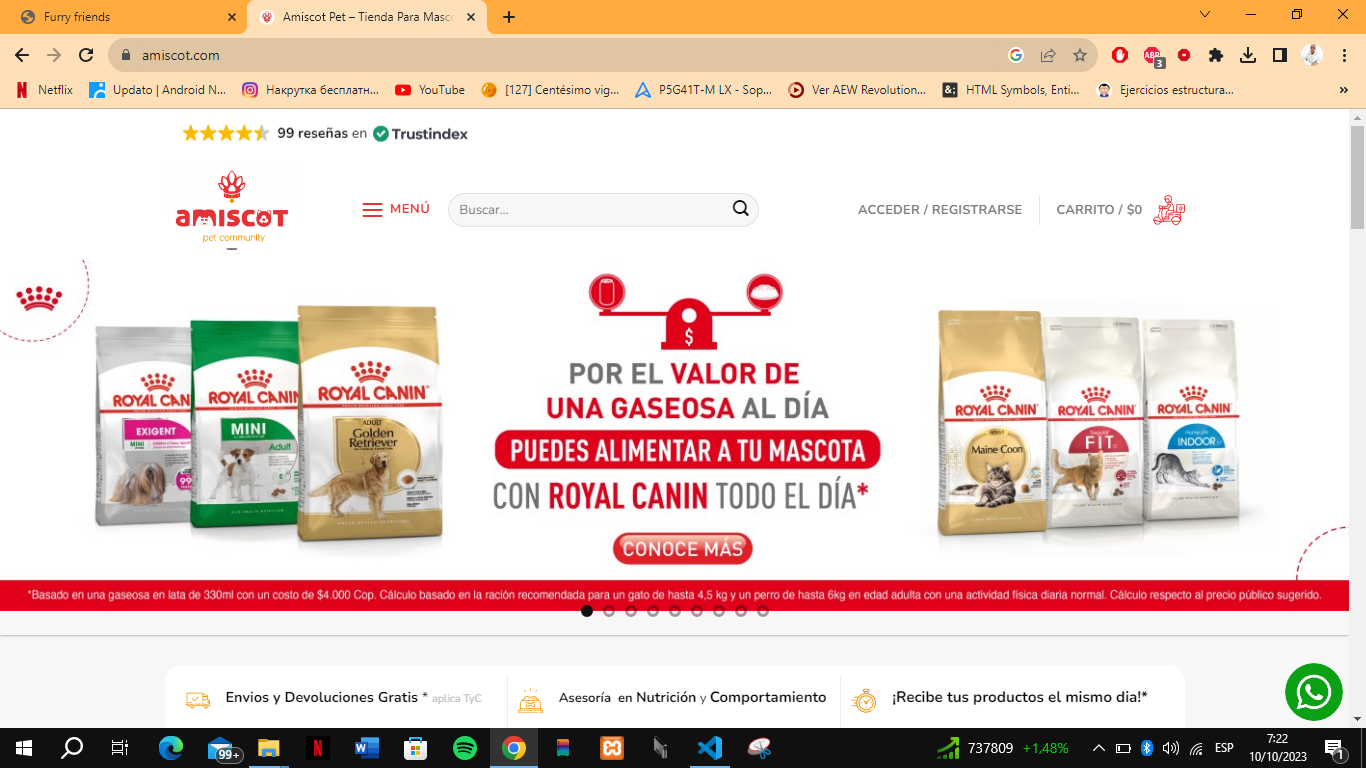 Furry friends
Amiscot Pet – Tienda Para Masc
amiscot.com
ABP
3
Netflix
Updato | Android N...
Накрутка бесплатн...
YouTube
[127] Centésimo vig...
P5G41T-M LX - Sop...
Ver AEW Revolution...
HTML Symbols, Enti...
Ejercicios estructura...
»
99 reseñas en Trustindex
amiscot
pet community
MENÚ
Buscar...
ACCEDER / REGISTRARSE
CARRITO / $0
ROYAL CANIN
EXIGENT
MINI
ROYAL CANIN
MINI
Adult
ROYAL CANIN
ADULT
Golden
Retriever
$
POR EL VALOR DE
UNA GASEOSA AL DÍA
PUEDES ALIMENTAR A TU MASCOTA
CON ROYAL CANIN TODO EL DÍA*
CONOCE MÁS
ROYAL CANIN
Maine Coon
ROYAL CANIN
FIT
ROYAL CANIN
INDOOR
*Basado en una gaseosa en lata de 330ml con un costo de $4.000 Cop. Cálculo basado en la ración recomendada para un gato de hasta 4,5 kg y un perro de hasta 6kg en edad adulta con una actividad física diaria normal. Cálculo respecto al precio público sugerido.
Envios y Devoluciones Gratis * aplica TyC
Asesoría en Nutrición y Comportamiento
¡Recibe tus productos el mismo dia!*
99+
737809 +1,48%
ESP
7:22
10/10/2023
1